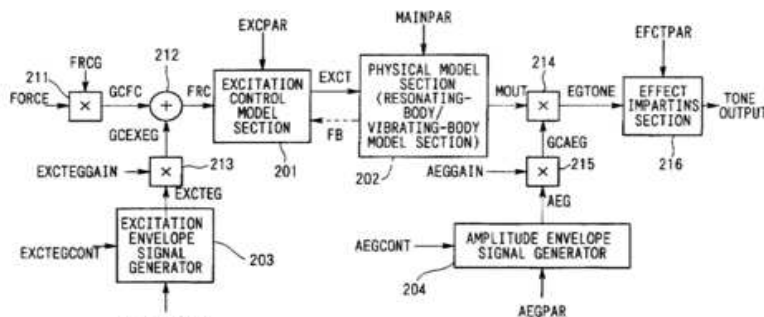 EXCPAR
MAINPAR
EFCTPAR
FRCG
211
212
214
GCFC
FRC
EXCT
MOUT
EGTONE
FORCE
×
+
EXCITATION
CONTROL
MODEL
SECTION
PHYSICAL MODEL
SECTION
(RESONATING-
BODY/
VIBRATING-BODY
MODEL SECTION)
×
EFFECT
IMPARTINS
SECTION
TONE
OUTPUT
GCEXEG
FB
GCAEG
201
202
216
EXCTEGGAIN
×
213
AEGGAIN
×
215
EXCTEG
AEG
EXCITATION
ENVELOPE
SIGNAL
GENERATOR
203
EXCTEGCONT
AEGCONT
AMPLITUDE ENVELOPE
SIGNAL GENERATOR
204
AEGPAR